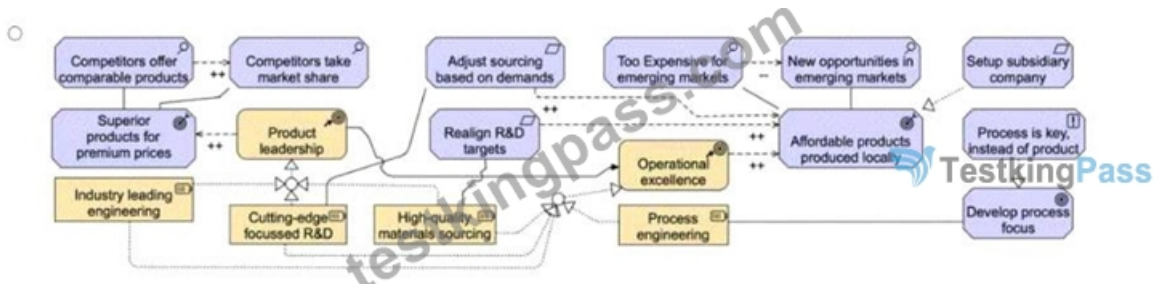 Competitors offer
comparable products
++
Competitors take
market share
Adjust sourcing
based on demands
Too Expensive for
emerging markets
--
New opportunities in
emerging markets
Setup subsidiary
company
Superior
products for
premium prices
++
Product
leadership
++
Realign R&D
targets
++
Operational
excellence
++
Affordable products
produced locally
Process is key,
instead of product
Industry leading
engineering
Cutting-edge
focussed R&D
High-quality
materials sourcing
Process
engineering
Develop process
focus
testkingpass.com
TestkingPass